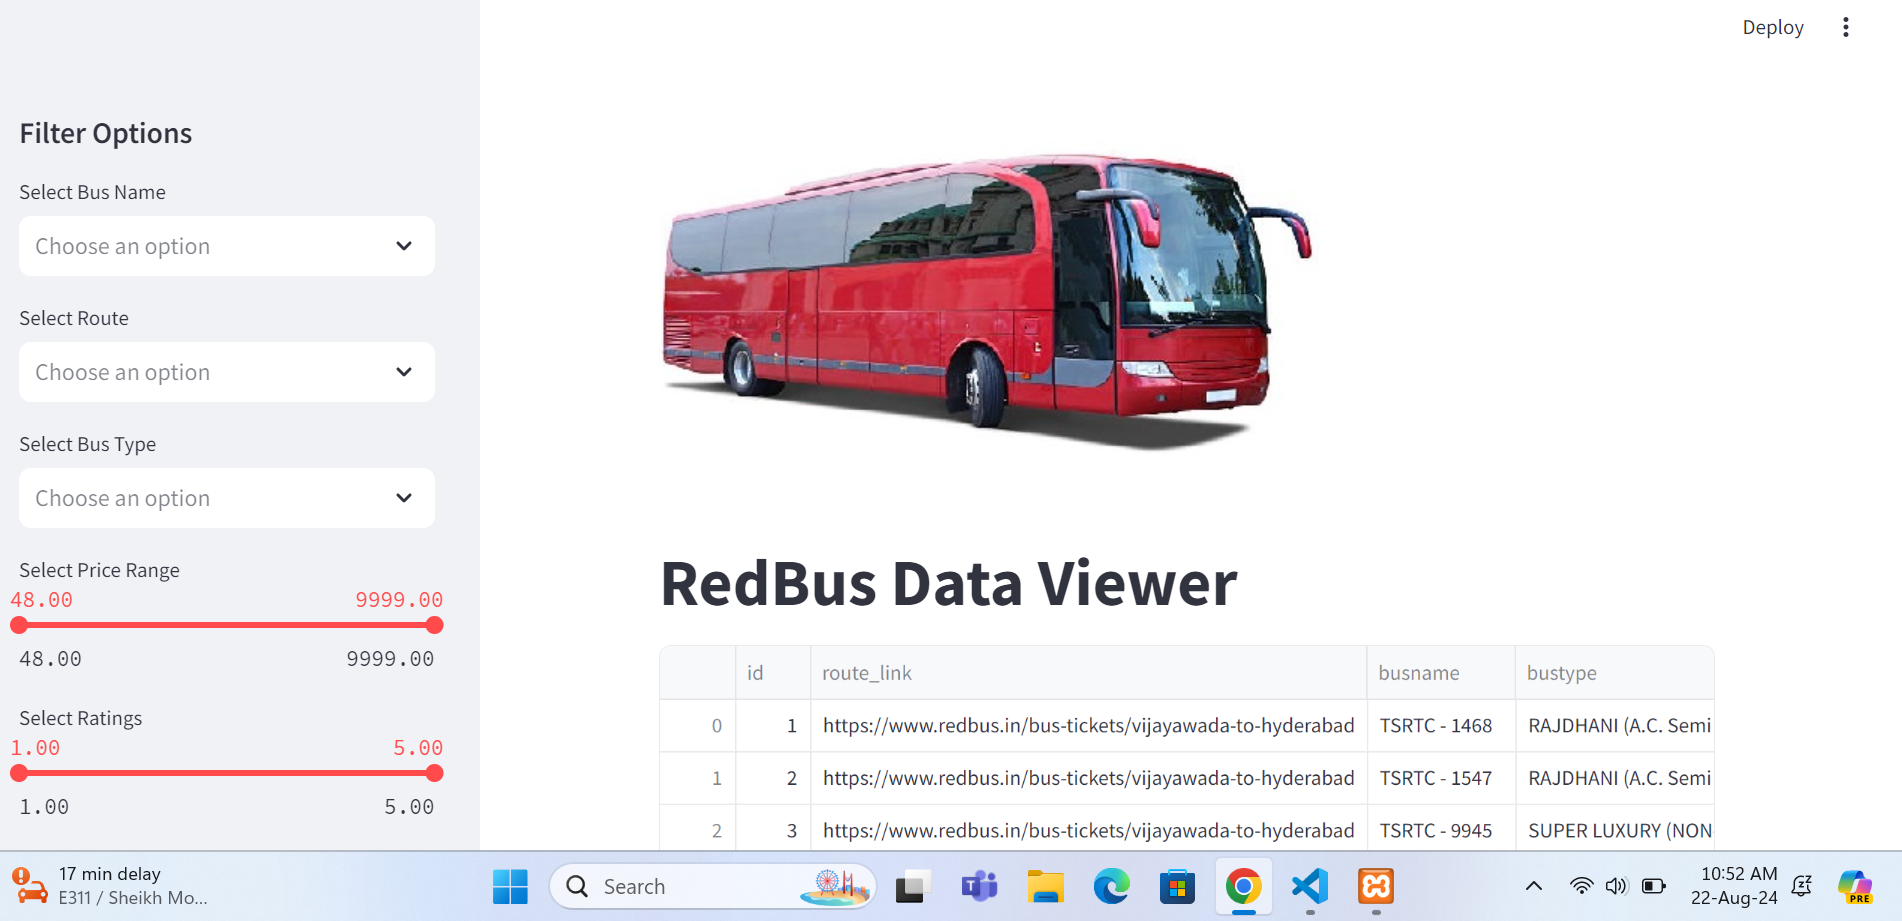 Deploy
Filter Options
Select Bus Name
Choose an option
Select Route
Choose an option
Select Bus Type
Choose an option
Select Price Range
48.00 9999.00
48.00 9999.00
Select Ratings
1.00 5.00
1.00 5.00
RedBus Data Viewer
id route_link busname bustype
0 1 https://www.redbus.in/bus-tickets/vijayawada-to-hyderabad TSRTC - 1468 RAJDHANI (A.C. Semi
1 2 https://www.redbus.in/bus-tickets/vijayawada-to-hyderabad TSRTC - 1547 RAJDHANI (A.C. Semi
2 3 https://www.redbus.in/bus-tickets/vijayawada-to-hyderabad TSRTC - 9945 SUPER LUXURY (NON
17 min delay
E311 / Sheikh Mo...
Search
10:52 AM
22-Aug-24
PRE